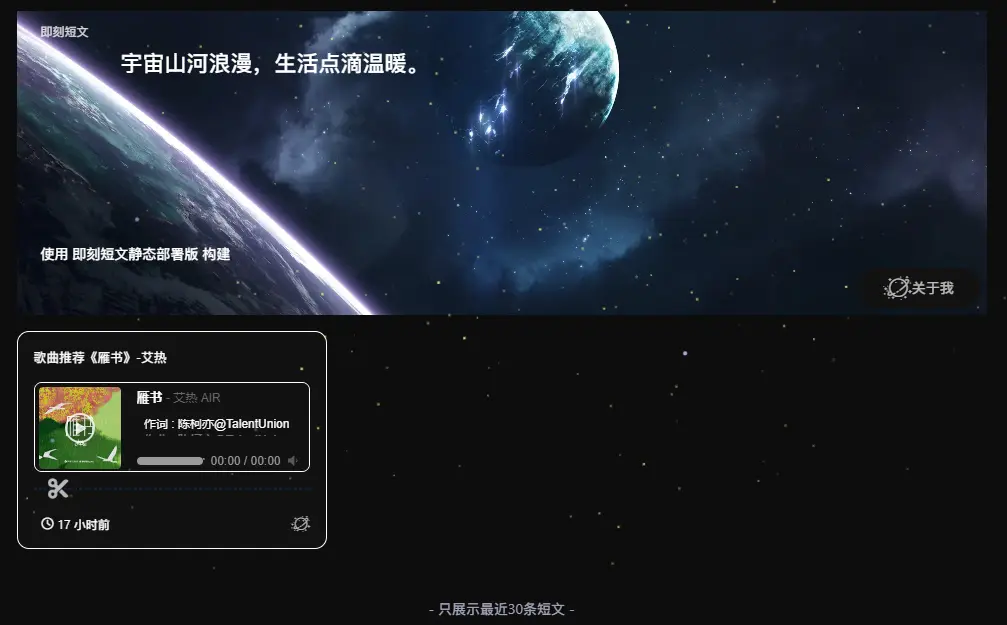 即刻短文
宇宙山河浪漫，生活点滴温暖。
使用 即刻短文静态部署版 构建
关于我
歌曲推荐《雁书》-艾热
雁书 - 艾热 AIR
作词 : 陈柯亦@TalentUnion
00:00 / 00:00
17 小时前
- 只展示最近30条短文 -